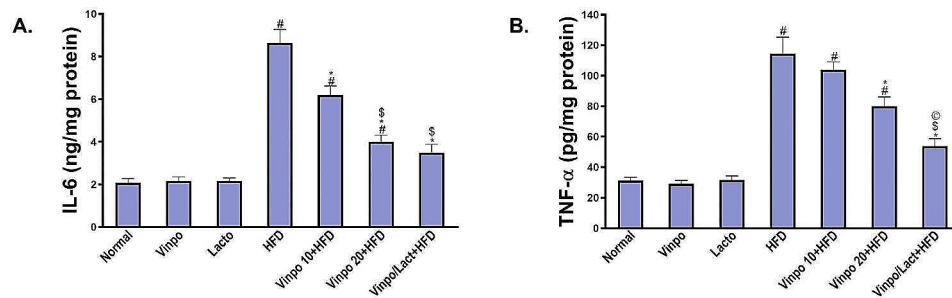 A.
IL-6 (ng/mg protein)
10
8
6
4
2
0
#
*
#
$
*
#
$
*
Normal
Vinpo
Lacto
HFD
Vinpo 10+HFD
Vinpo 20+HFD
Vinpo/Lact+HFD
B.
TNF-α (pg/mg protein)
140
120
100
80
60
40
20
0
#
#
*
#
©
$
*
Normal
Vinpo
Lacto
HFD
Vinpo 10+HFD
Vinpo 20+HFD
Vinpo/Lact+HFD